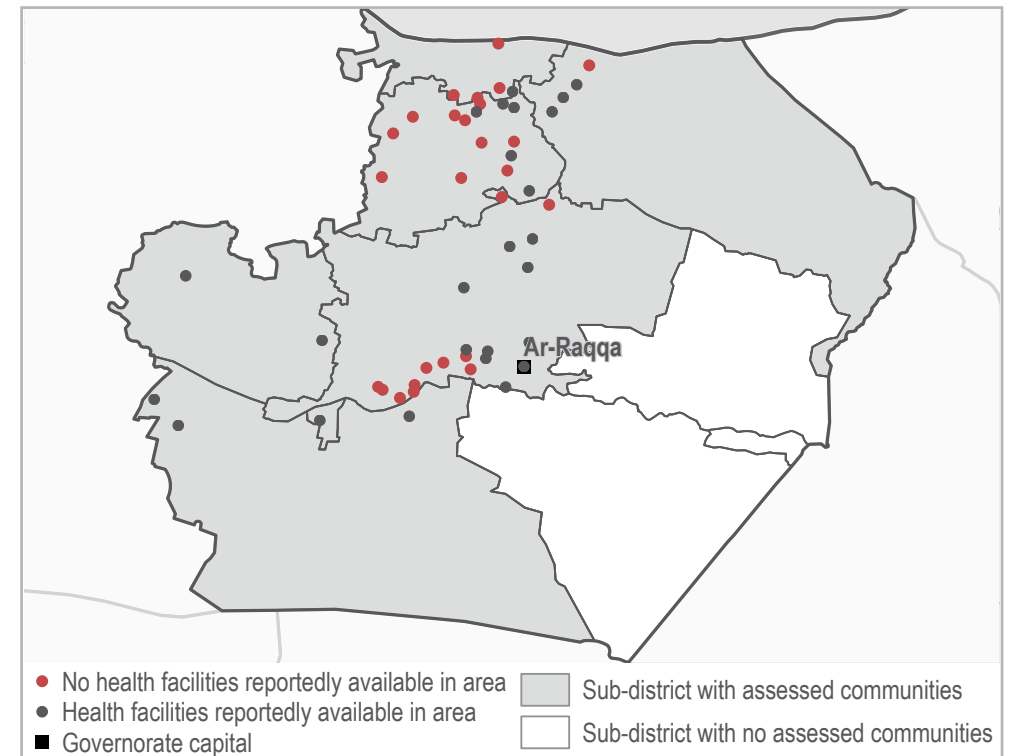 Ar-Raqqa
No health facilities reportedly available in area
Health facilities reportedly available in area
Governorate capital
Sub-district with assessed communities
Sub-district with no assessed communities